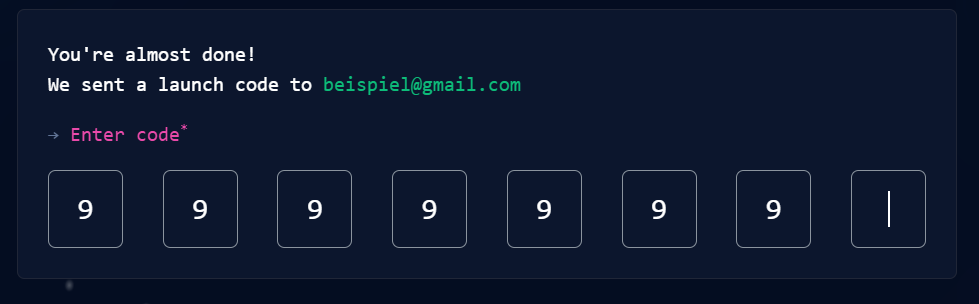 You're almost done!
We sent a launch code to beispiel@gmail.com
→ Enter code*
9 9 9 9 9 9 9